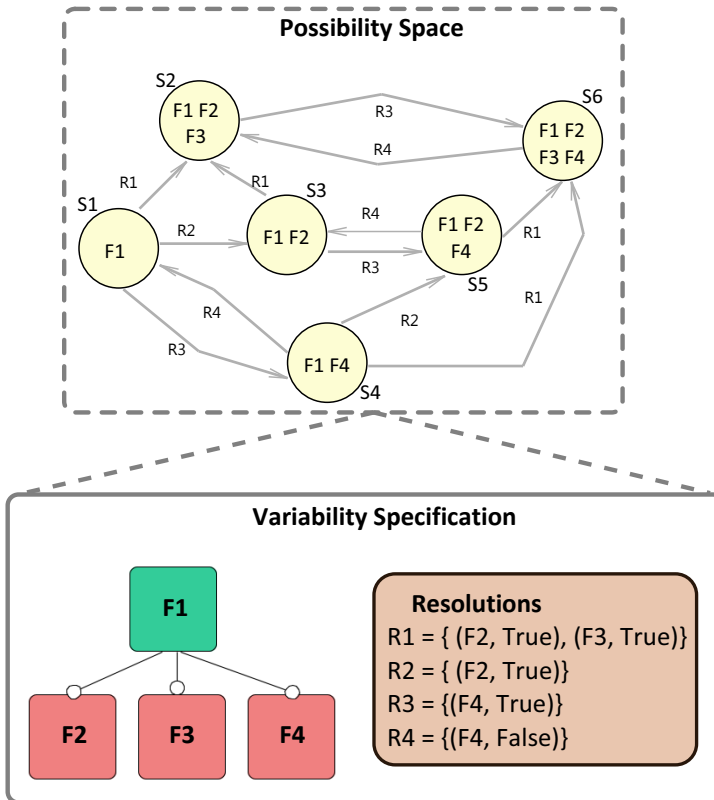 Possibility Space
S2
F1 F2
F3
R3
R4
S6
F1 F2
F3 F4
R1
R1
S1
F1
R2
S3
F1 F2
R4
R3
F1 F2
F4
S5
R1
R4
R3
R2
R1
F1 F4
S4
Variability Specification
F1
F2
F3
F4
Resolutions
R1 = { (F2, True), (F3, True)}
R2 = { (F2, True)}
R3 = {(F4, True)}
R4 = {(F4, False)}